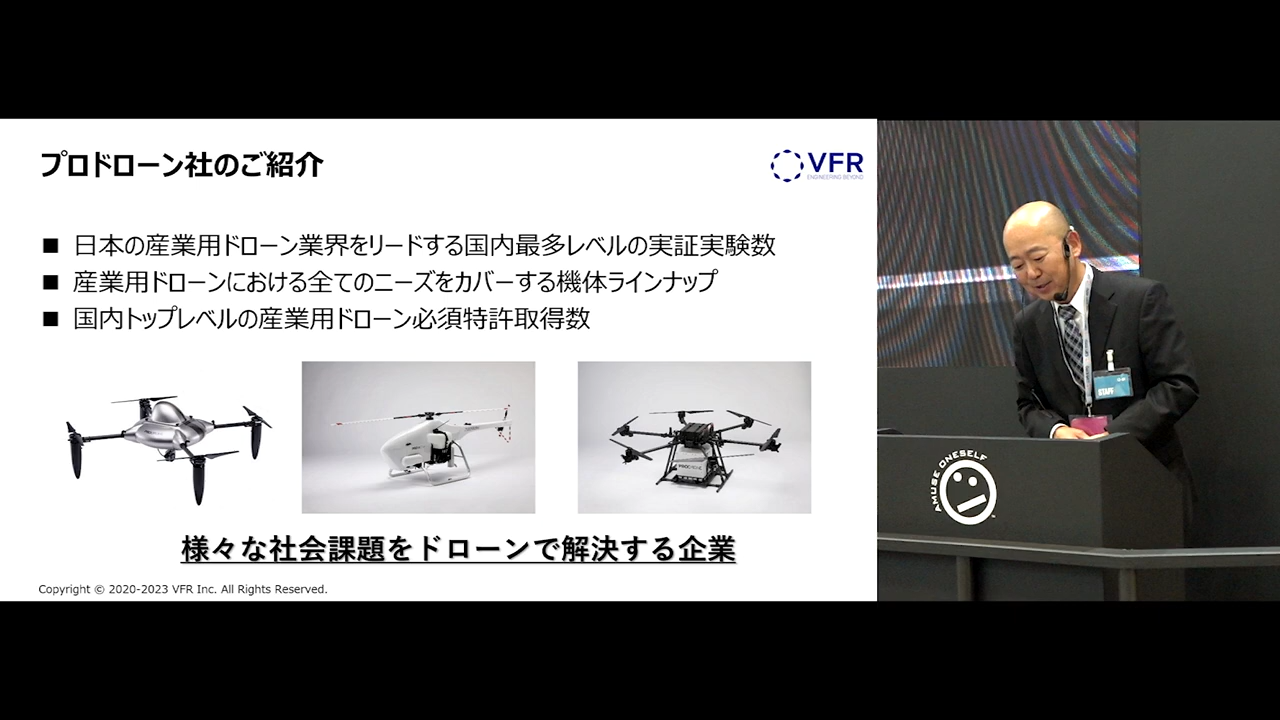 プロドローン社のご紹介
VFR
ENGINEERING BEYOND
■ 日本の産業用ドローン業界をリードする国内最多レベルの実証実験数
■ 産業用ドローンにおける全てのニーズをカバーする機体ラインナップ
■ 国内トップレベルの産業用ドローン必須特許取得数
様々な社会課題をドローンで解決する企業
Copyright © 2020-2023 VFR Inc. All Rights Reserved.
STAFF
AMUSE ONESELF